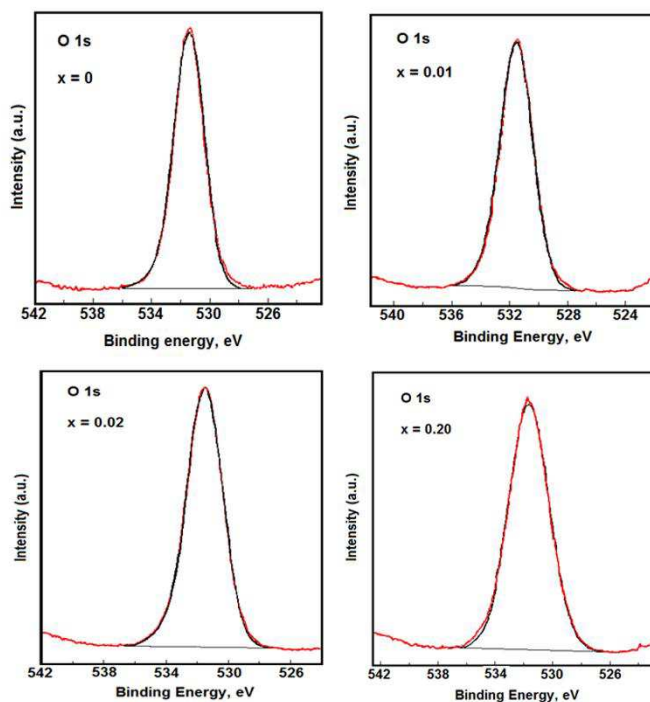 O 1s
x = 0
Intensity (a.u.)
542 538 534 530 526
Binding energy, eV
O 1s
x = 0.01
Intensity (a.u.)
540 536 532 528 524
Binding Energy, eV
O 1s
x = 0.02
Intensity (a.u.)
542 538 534 530 526
Binding Energy, eV
O 1s
x = 0.20
Intensity (a.u.)
542 538 534 530 526
Binding Energy, eV